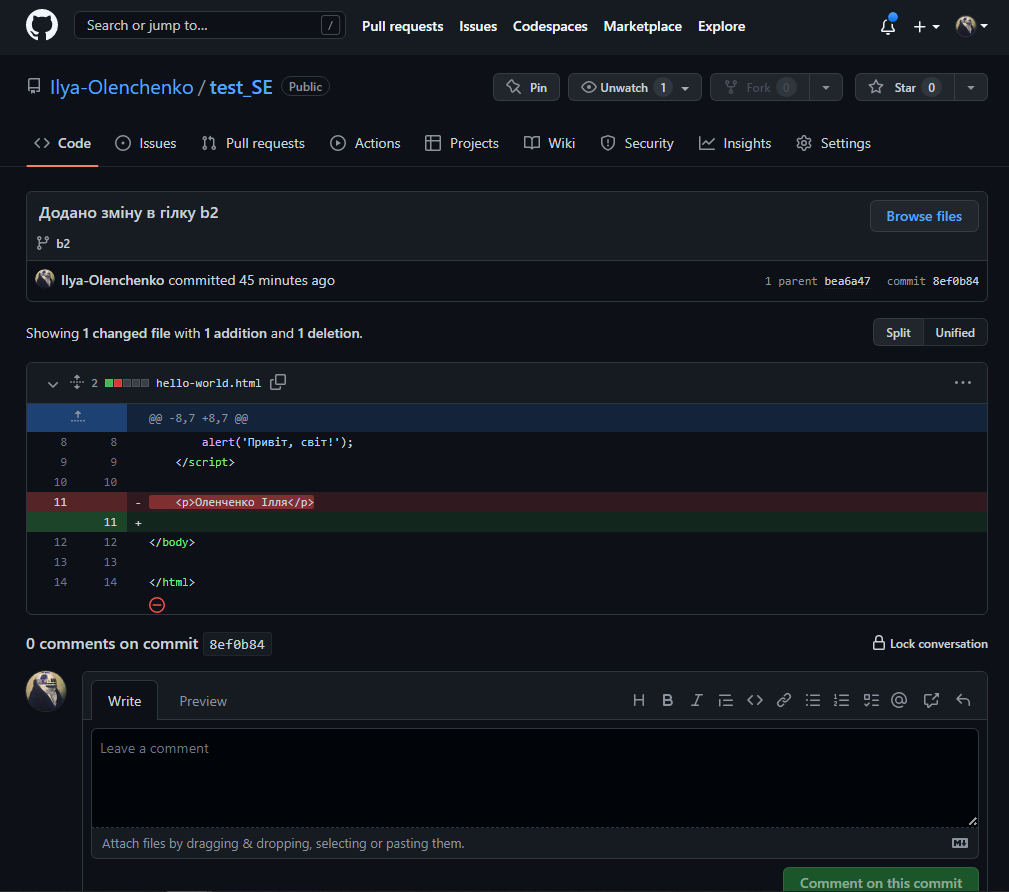 Search or jump to... / Pull requests Issues Codespaces Marketplace Explore
Ilya-Olenchenko / test_SE Public Pin Unwatch 1 Fork 0 Star 0
Code Issues Pull requests Actions Projects Wiki Security Insights Settings
Додано зміну в гілку b2
Browse files
b2
Ilya-Olenchenko committed 45 minutes ago 1 parent bea6a47 commit 8ef0b84
Showing 1 changed file with 1 addition and 1 deletion. Split Unified
2 hello-world.html
@@ -8,7 +8,7 @@
8 8 alert('Привіт, світ!');
9 9 </script>
10 10
11 - <p>Оленченко Ілля</p>
11 +
12 12 </body>
13 13
14 14 </html>
0 comments on commit 8ef0b84 Lock conversation
Write Preview
Leave a comment
Attach files by dragging & dropping, selecting or pasting them.
Comment on this commit